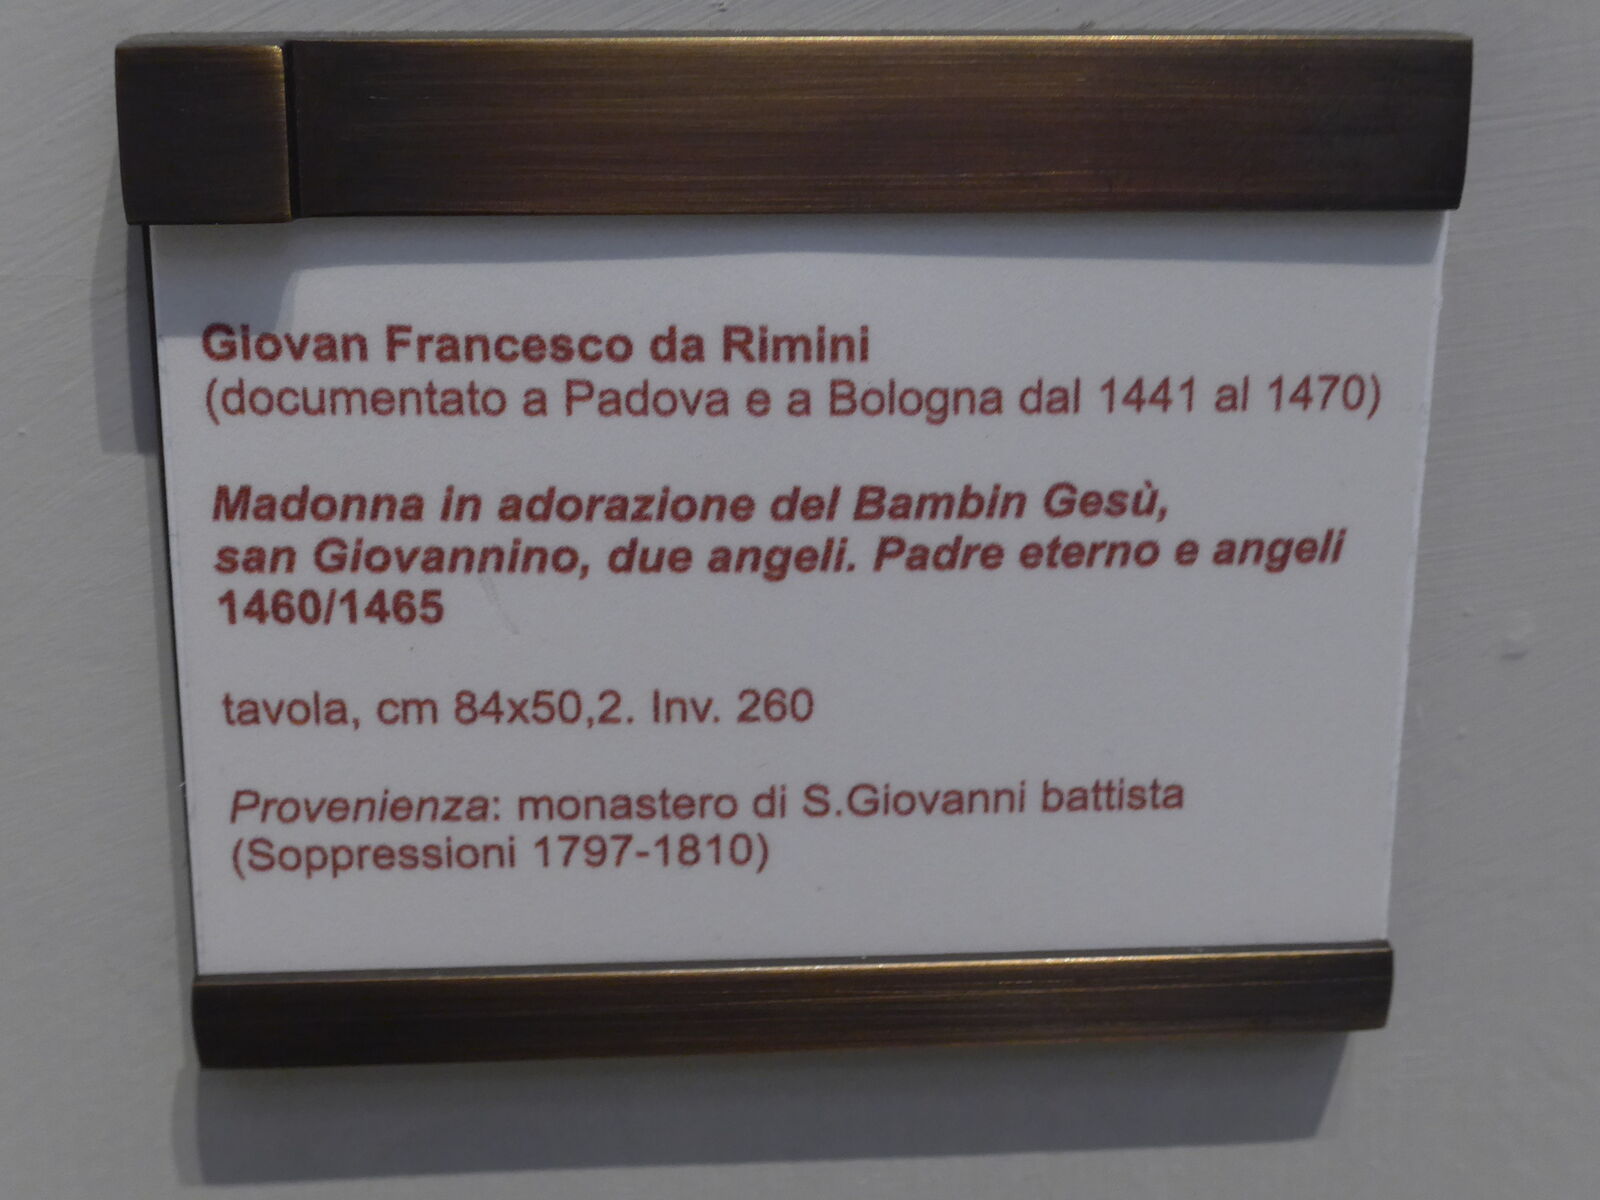 Giovan Francesco da Rimini
(documentato a Padova e a Bologna dal 1441 al 1470)
Madonna in adorazione del Bambin Gesù,
san Giovannino, due angeli. Padre eterno e angeli
1460/1465
tavola, cm 84x50,2. Inv. 260
Provenienza: monastero di S.Giovanni battista
(Soppressioni 1797-1810)